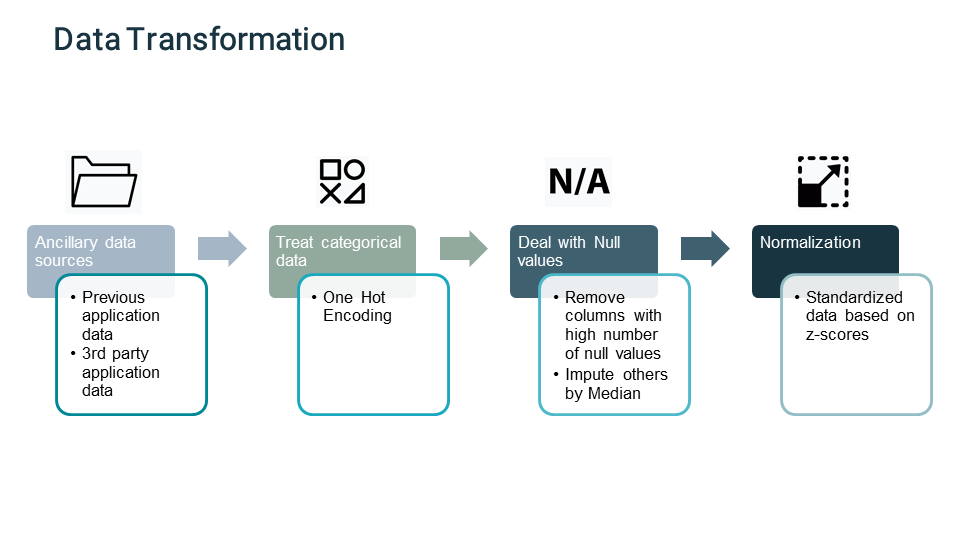 Data Transformation
N/A
Ancillary data
sources
• Previous
application
data
• 3rd party
application
data
Treat categorical
data
• One Hot
Encoding
Deal with Null
values
• Remove
columns with
high number
of null values
• Impute others
by Median
Normalization
• Standardized
data based on
z-scores